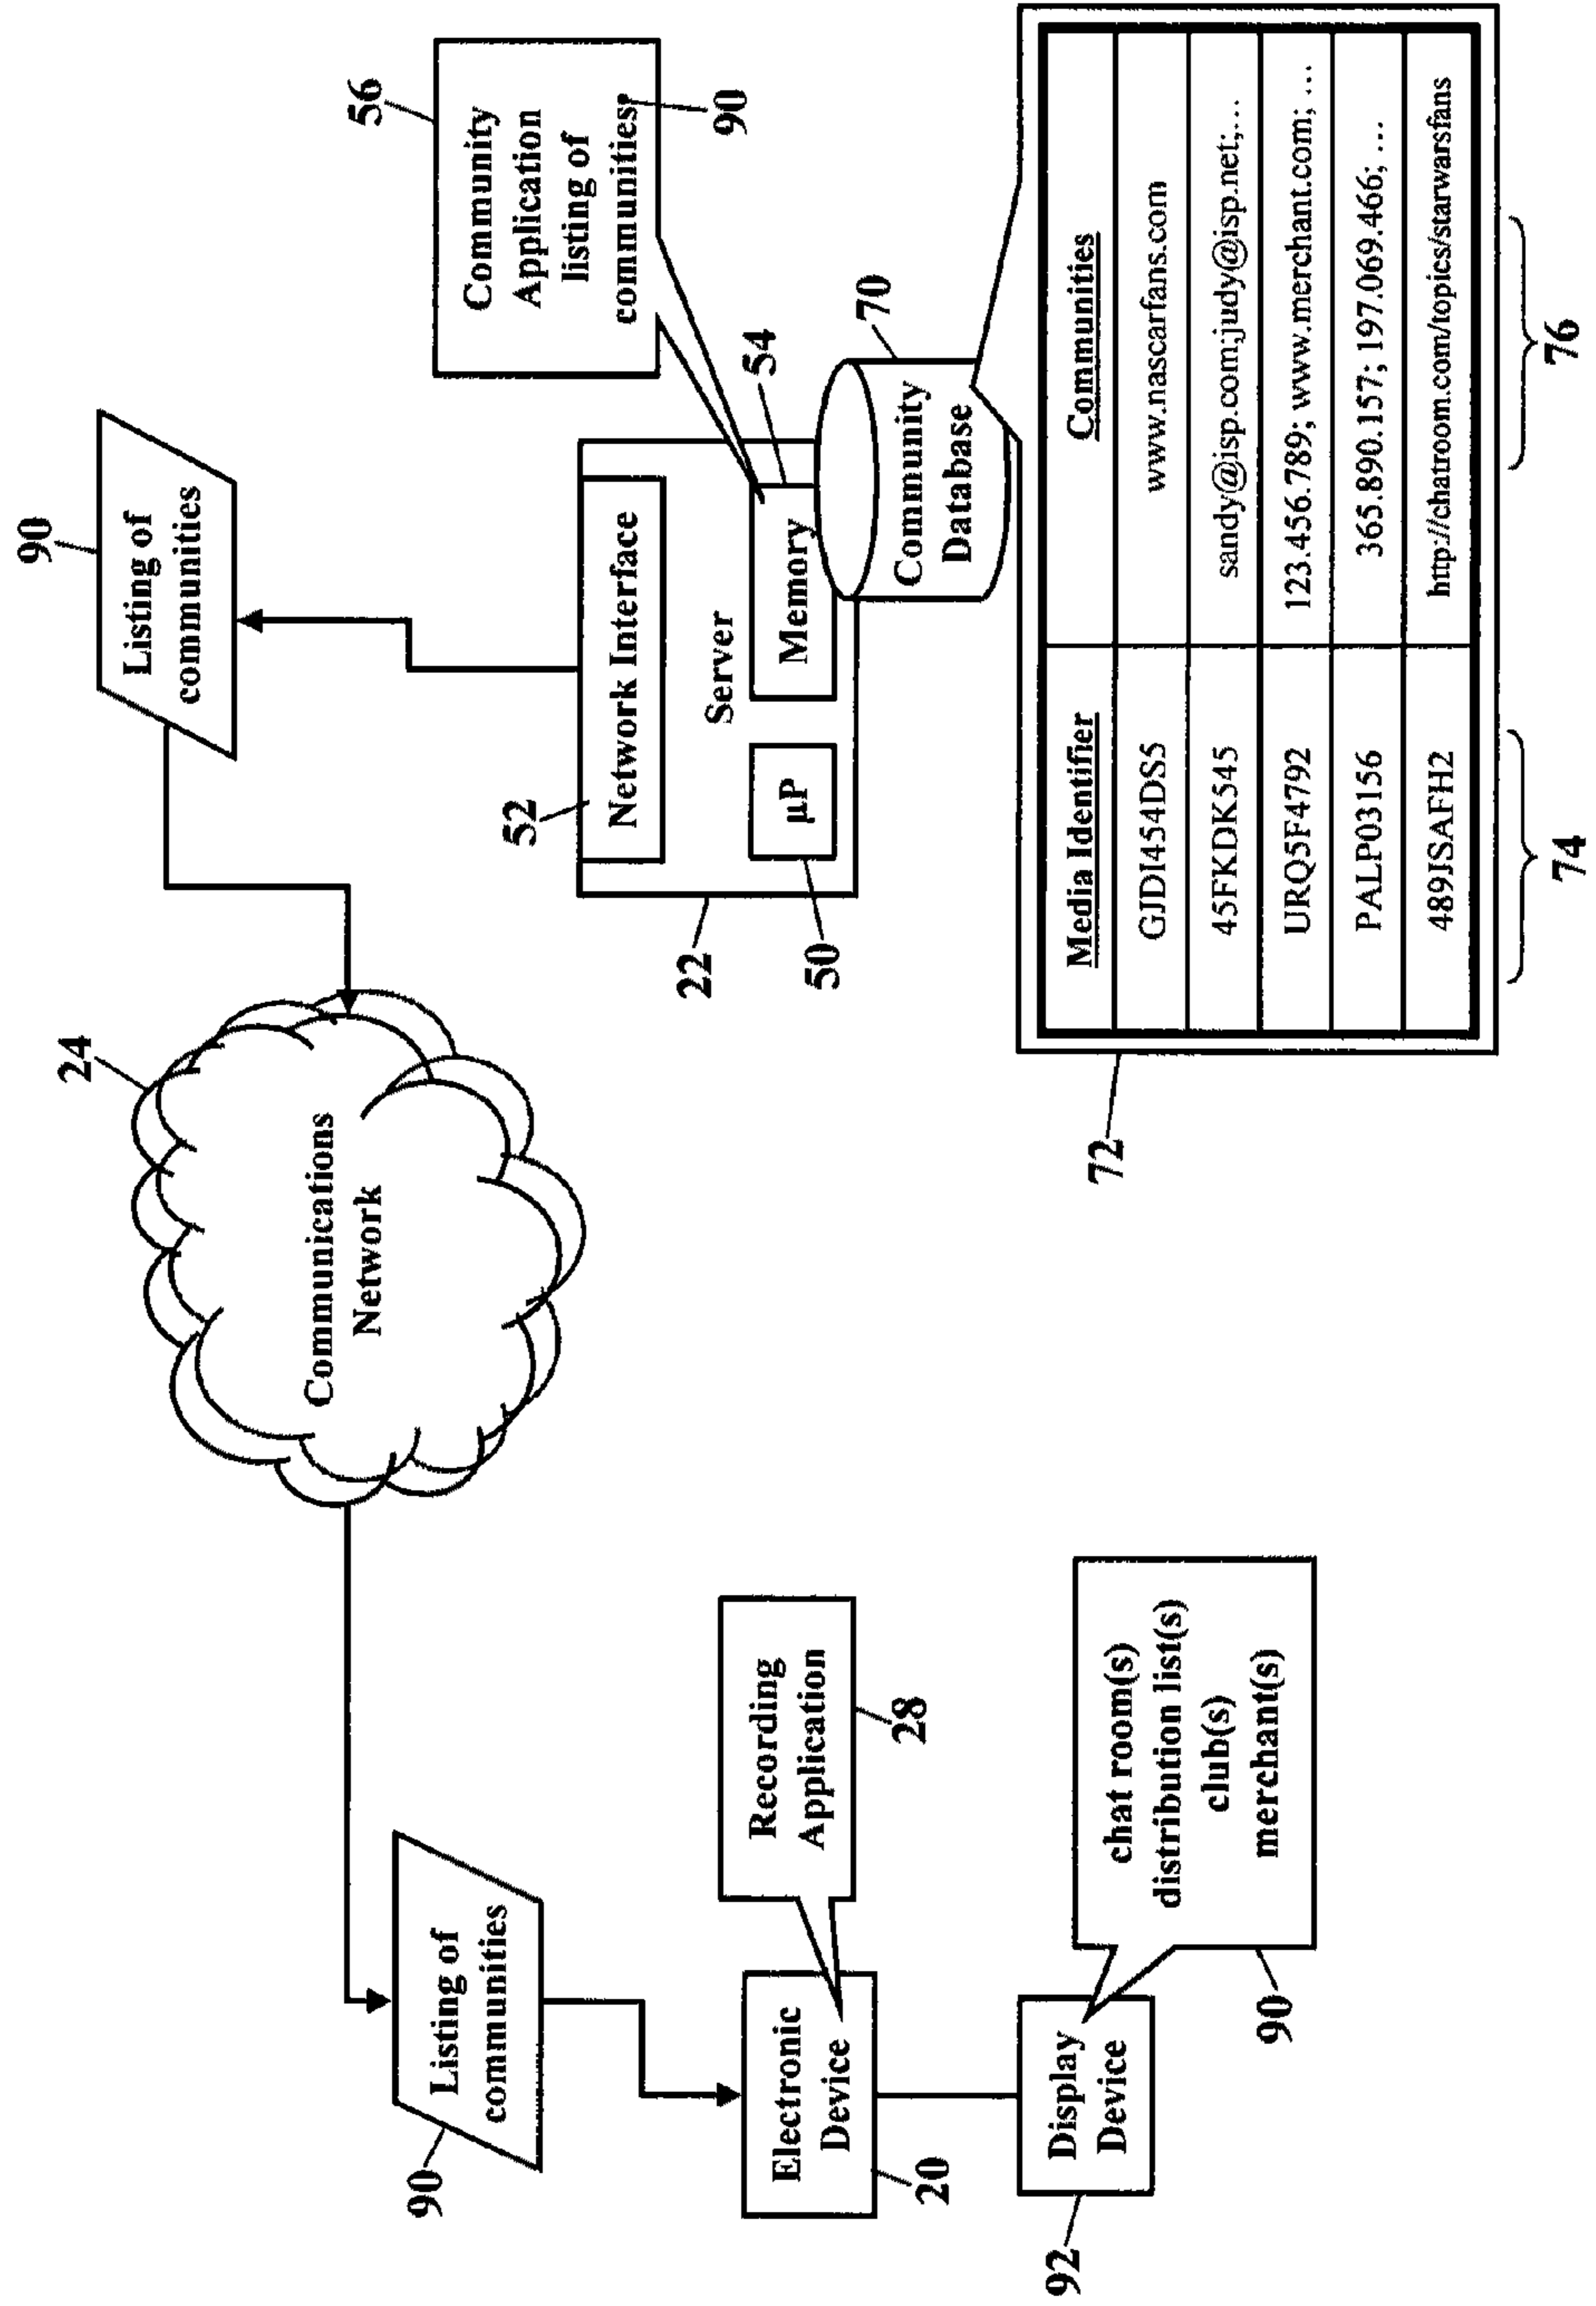 90
Listing of
communities
24
Communications
Network
52
Network Interface
Server
22
50
µP
Memory
54
56
Community
Application
listing of
communities
90
70
Community
Database
90
Listing of
communities
Recording
Application
28
Electronic
Device
20
Display
Device
92
chat room(s)
distribution list(s)
club(s)
merchant(s)
90
72
Media Identifier Communities
GJDI454DS5 www.nascarfans.com
45FKDK545 sandy@isp.com;judy@isp.net;...
URQ5F4792 123.456.789; www.merchant.com; ...
PALP03156 365.890.157; 197.069.466; ...
489JSAFH2 http://chatroom.com/topics/starwarsfans
74
76